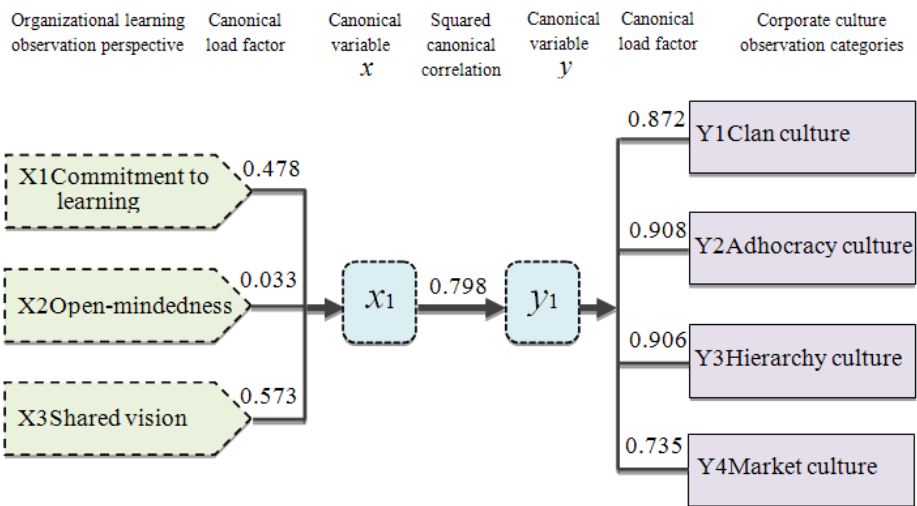 Organizational learning
observation perspective
Canonical
load factor
Canonical
variable
x
Squared
canonical
correlation
Canonical
variable
y
Canonical
load factor
Corporate culture
observation categories
X1Commitment to
learning
0.478
X2Open-mindedness
0.033
X3Shared vision
0.573
x1
0.798
y1
0.872
Y1Clan culture
0.908
Y2Adhocracy culture
0.906
Y3Hierarchy culture
0.735
Y4Market culture